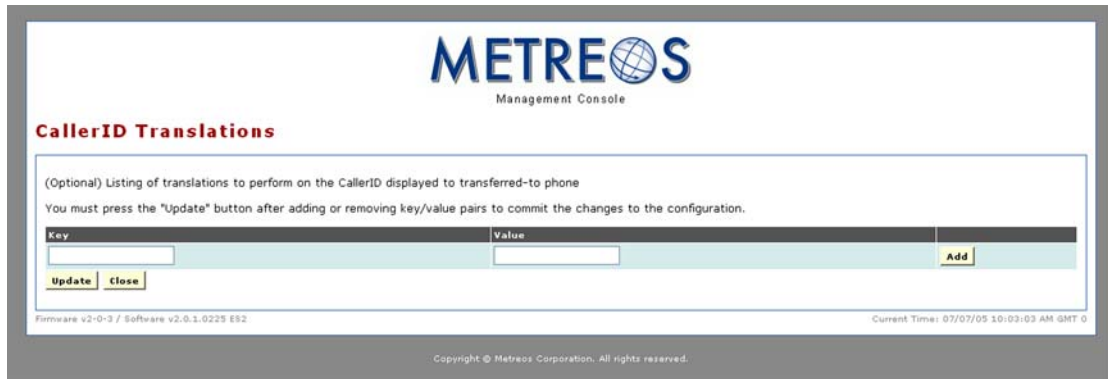 METREOS
Management Console
CallerID Translations
(Optional) Listing of translations to perform on the CallerID displayed to transferred-to phone
You must press the "Update" button after adding or removing key/value pairs to commit the changes to the configuration.
Key Value
Add
Update Close
Firmware v2-0-3 / Software v2.0.1.0225 ES2 Current Time: 07/07/05 10:03:03 AM GMT 0
Copyright © Metreos Corporation. All rights reserved.